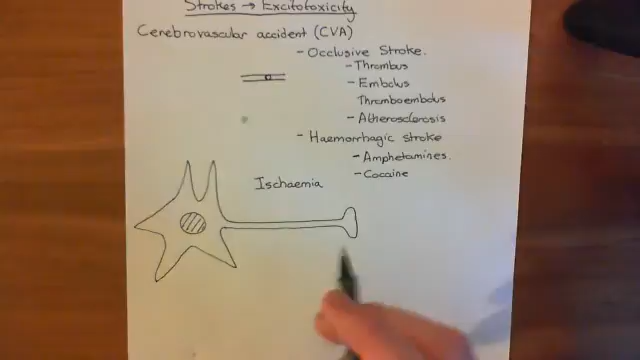 Strokes → Excitotoxicity
Cerebrovascular accident (CVA)
- Occlusive Stroke.
- Thrombus
- Embolus
Thromboembolus
- Atherosclerosis
- Haemorrhagic stroke
- Amphetamines.
- Cocaine
Ischaemia